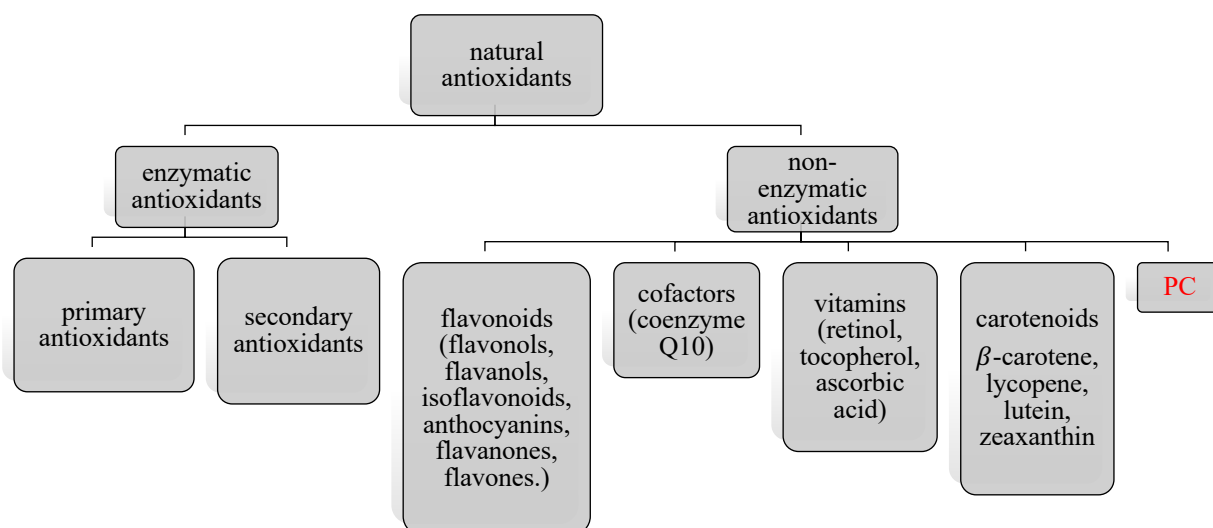 natural
antioxidants
enzymatic
antioxidants
non-
enzymatic
antioxidants
primary
antioxidants
secondary
antioxidants
flavonoids
(flavonols,
flavanols,
isoflavonoids,
anthocyanins,
flavanones,
flavones.)
cofactors
(coenzyme
Q10)
vitamins
(retinol,
tocopherol,
ascorbic
acid)
carotenoids
β-carotene,
lycopene,
lutein,
zeaxanthin
PC